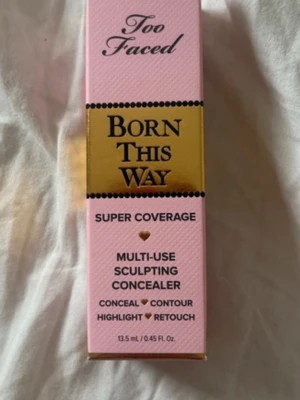 Too
Faced
BORN
THIS
WAY
SUPER COVERAGE
MULTI-USE
SCULPTING
CONCEALER
CONCEAL CONTOUR
HIGHLIGHT RETOUCH
13.5 mL / 0.45 Fl. Oz.